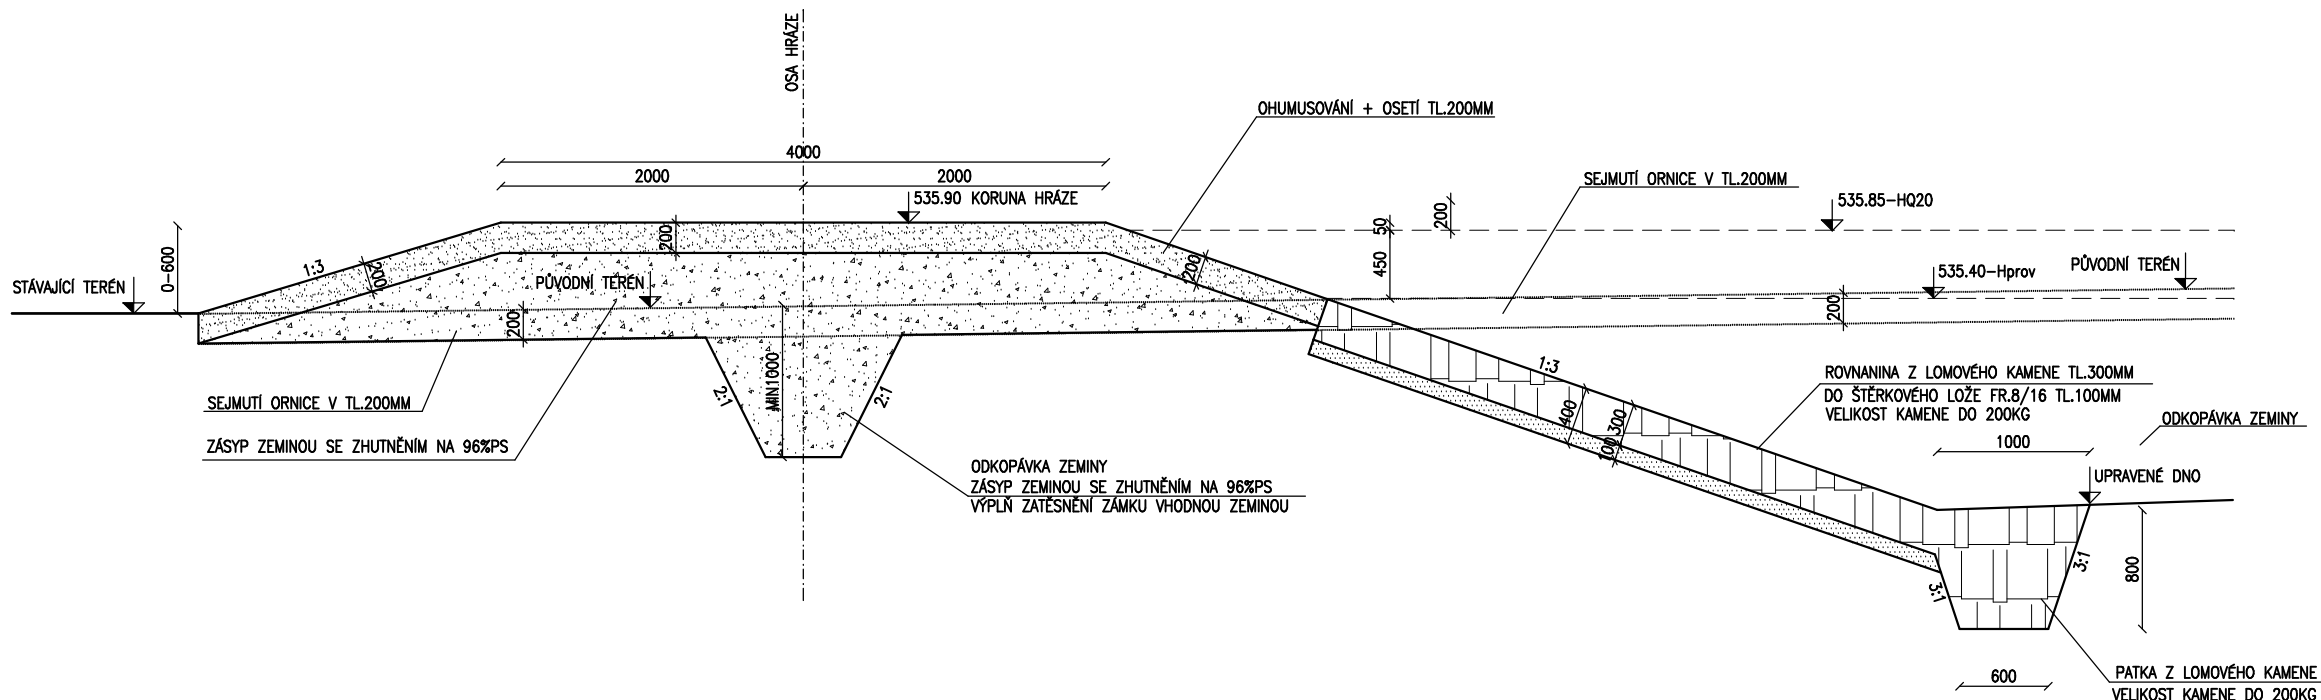 OSA HRÁZE
OHUMUSOVÁNÍ + OSETÍ TL.200MM
4000
2000
2000
SEJMUTÍ ORNICE V TL.200MM
535.90 KORUNA HRÁZE
535.85-HQ20
50
200
450
200
0-600
1:3
200
200
STÁVAJÍCÍ TERÉN
PŮVODNÍ TERÉN
535.40-Hprov
PŮVODNÍ TERÉN
200
200
MIN1000
2:1
2:1
1:3
SEJMUTÍ ORNICE V TL.200MM
ZÁSYP ZEMINOU SE ZHUTNĚNÍM NA 96%PS
ROVNANINA Z LOMOVÉHO KAMENE TL.300MM
DO ŠTĚRKOVÉHO LOŽE FR.8/16 TL.100MM
VELIKOST KAMENE DO 200KG
400
300
100
ODKOPÁVKA ZEMINY
1000
ODKOPÁVKA ZEMINY
ZÁSYP ZEMINOU SE ZHUTNĚNÍM NA 96%PS
VÝPLŇ ZATĚSNĚNÍ ZÁMKU VHODNOU ZEMINOU
UPRAVENÉ DNO
3:1
3:1
800
600
PATKA Z LOMOVÉHO KAMENE
VELIKOST KAMENE DO 200KG